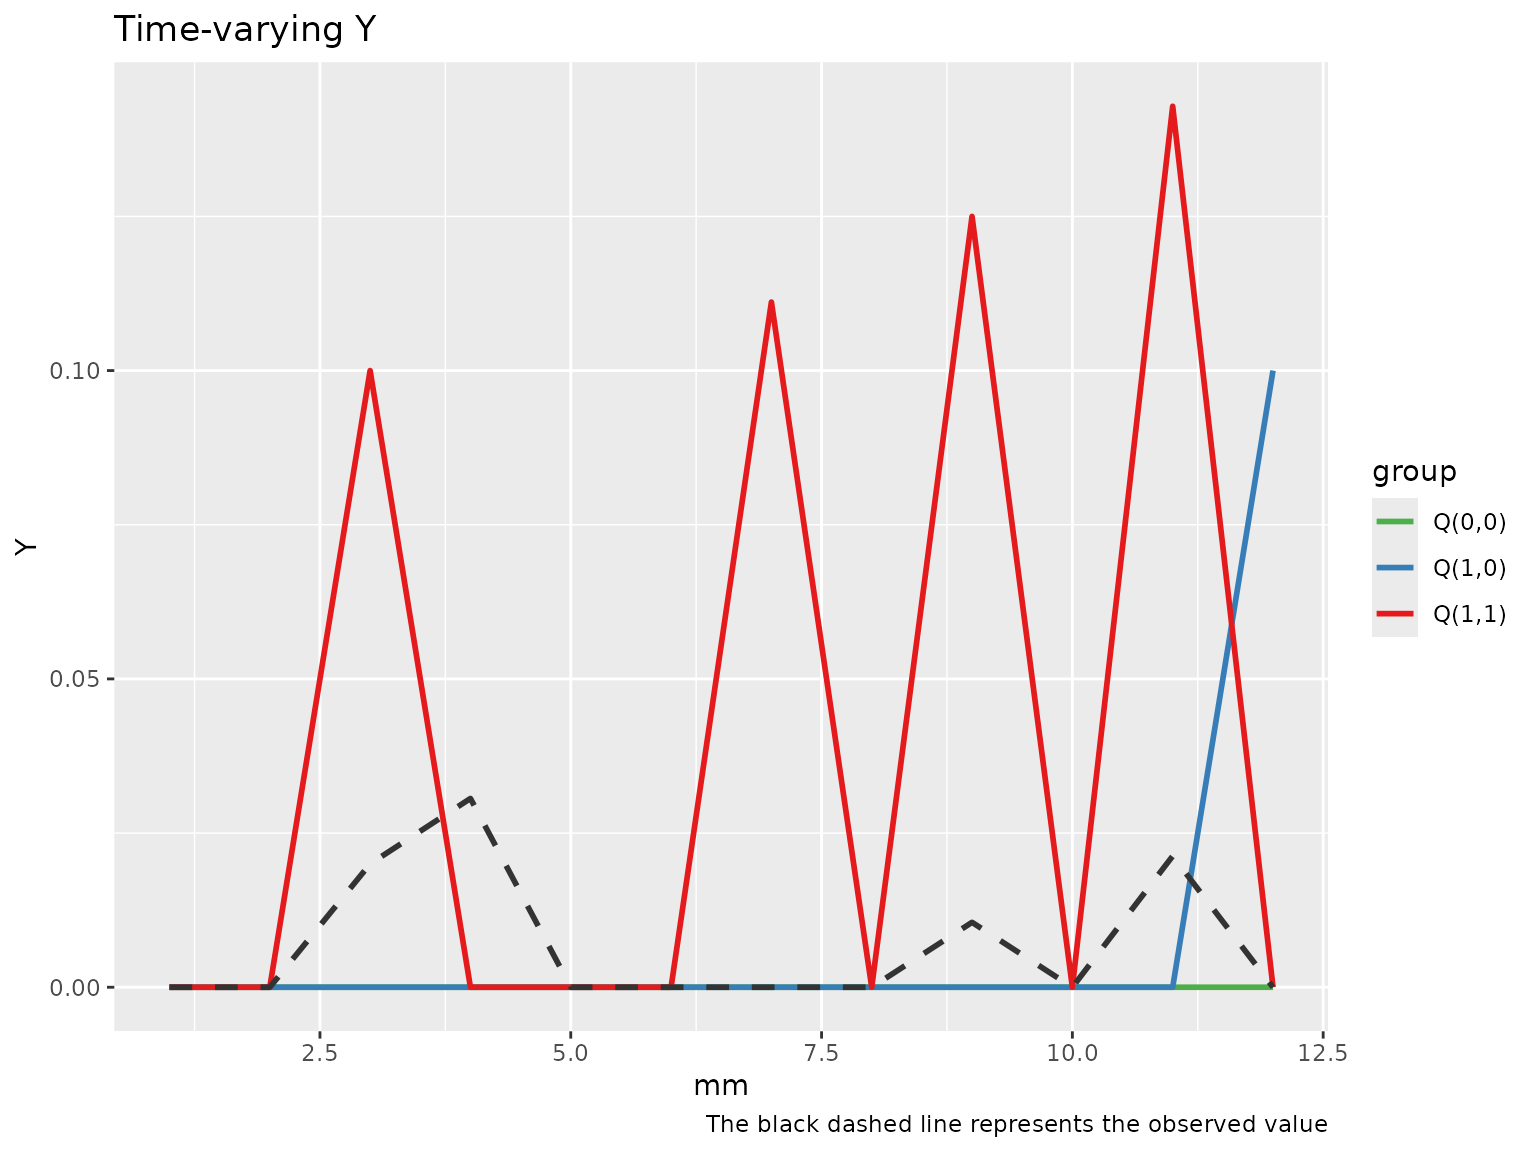 Time-varying Y
Y
0.10
0.05
0.00
2.5
5.0
7.5
10.0
12.5
mm
group
Q(0,0)
Q(1,0)
Q(1,1)
The black dashed line represents the observed value